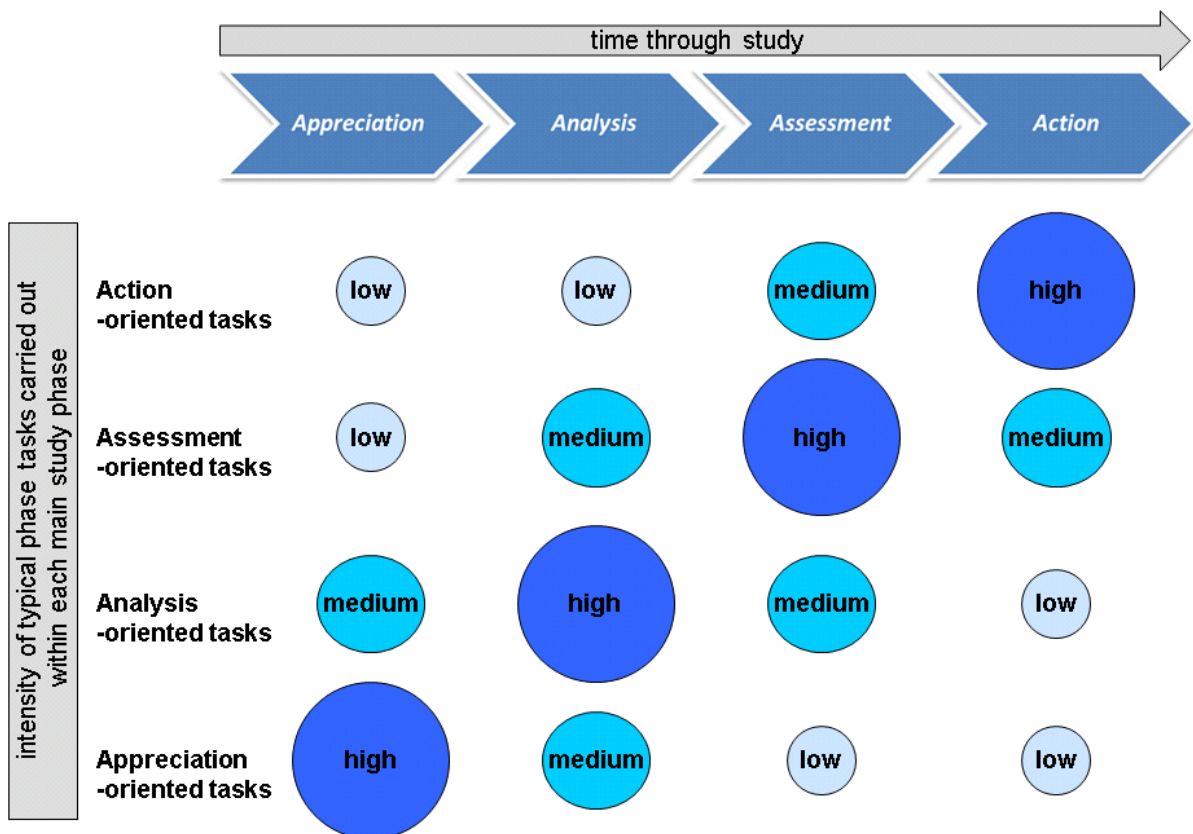 time through study
Appreciation
Analysis
Assessment
Action
intensity of typical phase tasks carried out
within each main study phase
Action
-oriented tasks
low
low
medium
high
Assessment
-oriented tasks
low
medium
high
medium
Analysis
-oriented tasks
medium
high
medium
low
Appreciation
-oriented tasks
high
medium
low
low